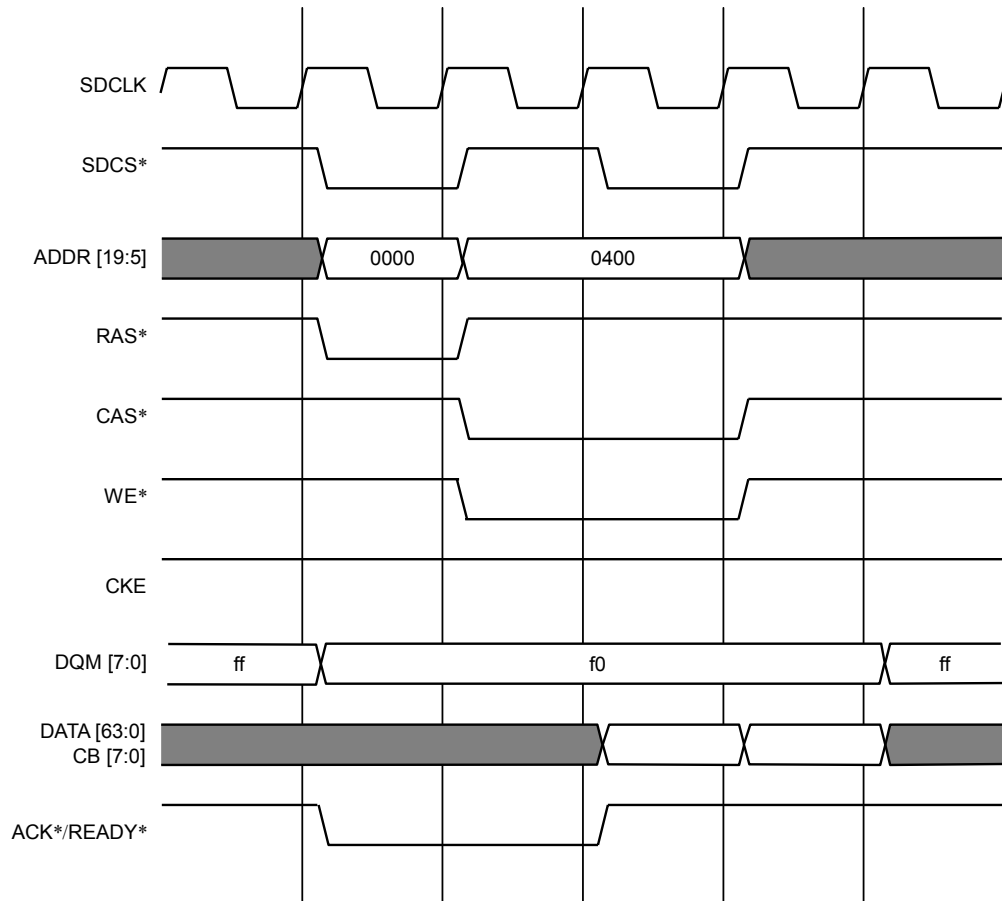 SDCLK
SDCS*
ADDR [19:5]
0000
0400
RAS*
CAS*
WE*
CKE
DQM [7:0]
ff
f0
ff
DATA [63:0]
CB [7:0]
ACK*/READY*